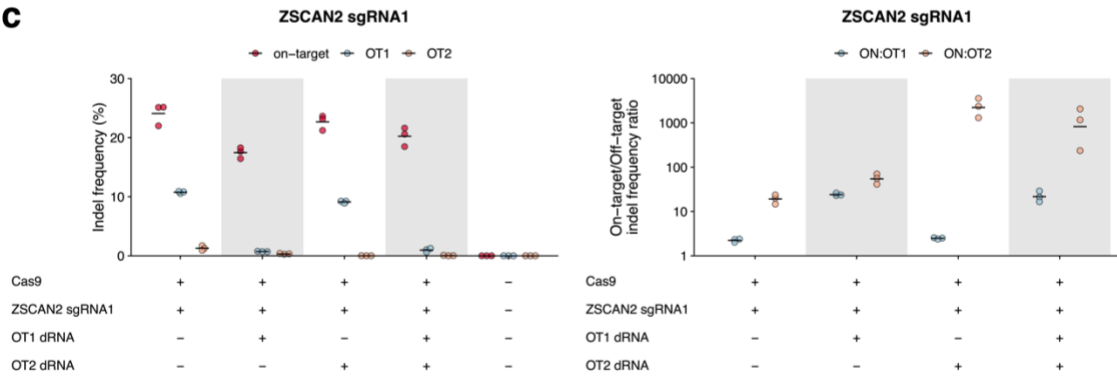 c
ZSCAN2 sgRNA1
on-target OT1 OT2
Indel frequency (%)
30
20
10
0
Cas9 + + + + −
ZSCAN2 sgRNA1 + + + + −
OT1 dRNA − + − + −
OT2 dRNA − − + + −
ZSCAN2 sgRNA1
ON:OT1 ON:OT2
On-target/Off-target
indel frequency ratio
10000
1000
100
10
1
Cas9 + + + +
ZSCAN2 sgRNA1 + + + +
OT1 dRNA − + − +
OT2 dRNA − − + +